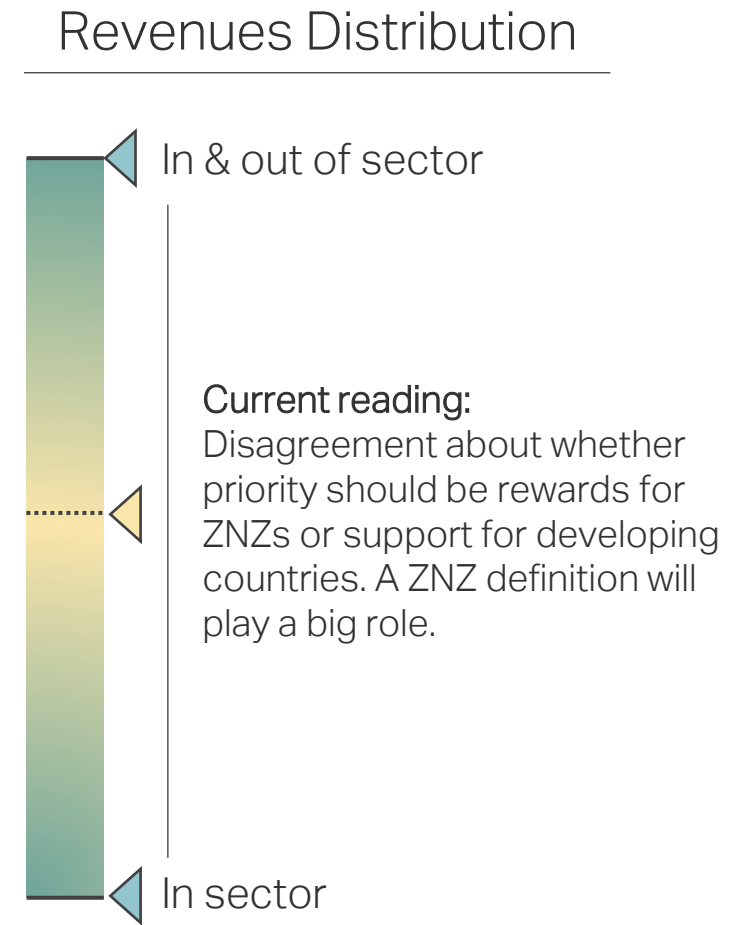 Revenues Distribution
In & out of sector
Current reading:
Disagreement about whether
priority should be rewards for
ZNZs or support for developing
countries. A ZNZ definition will
play a big role.
In sector